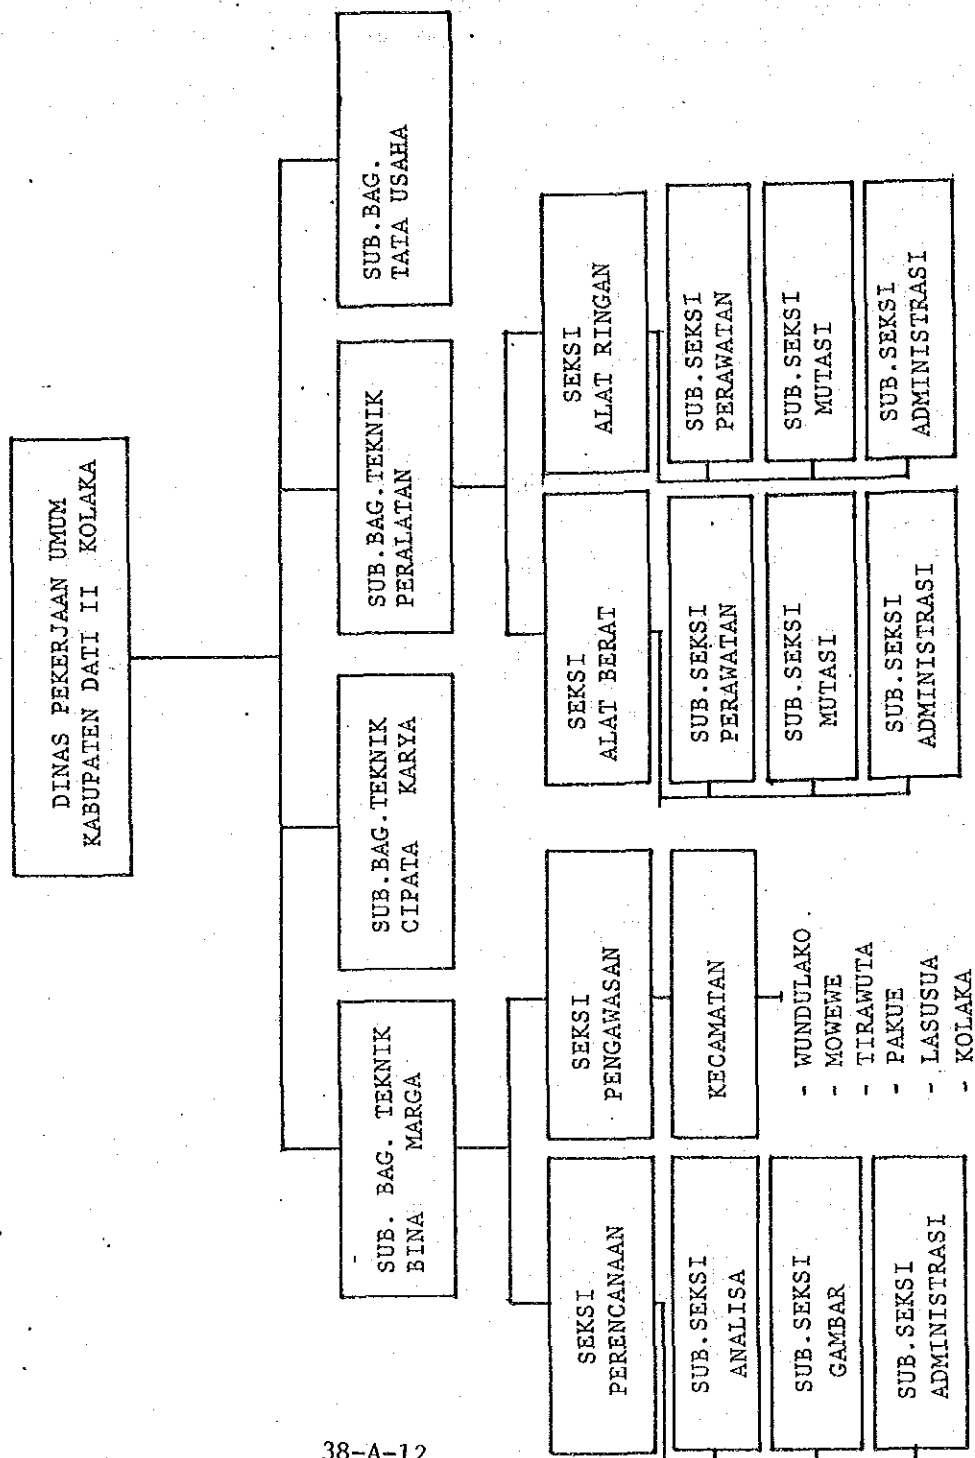 DINAS PEKERJAAN UMUM
KABUPATEN DATI II KOLAKA
SUB. BAG. TEKNIK
BINA MARGA
SUB.BAG.TEKNIK
CIPATA KARYA
SUB.BAG.TEKNIK
PERALATAN
SUB.BAG.
TATA USAHA
SEKSI
PERENCANAAN
SEKSI
PENGAWASAN
SEKSI
ALAT BERAT
SEKSI
ALAT RINGAN
SUB.SEKSI
ANALISA
KECAMATAN
SUB.SEKSI
PERAWATAN
SUB.SEKSI
PERAWATAN
SUB.SEKSI
GAMBAR
- WUNDULAKO
- MOWEWE
- TIRAWUTA
- PAKUE
- LASUSUA
- KOLAKA
SUB.SEKSI
MUTASI
SUB.SEKSI
MUTASI
SUB.SEKSI
ADMINISTRASI
SUB.SEKSI
ADMINISTRASI
SUB.SEKSI
ADMINISTRASI
38-A-12